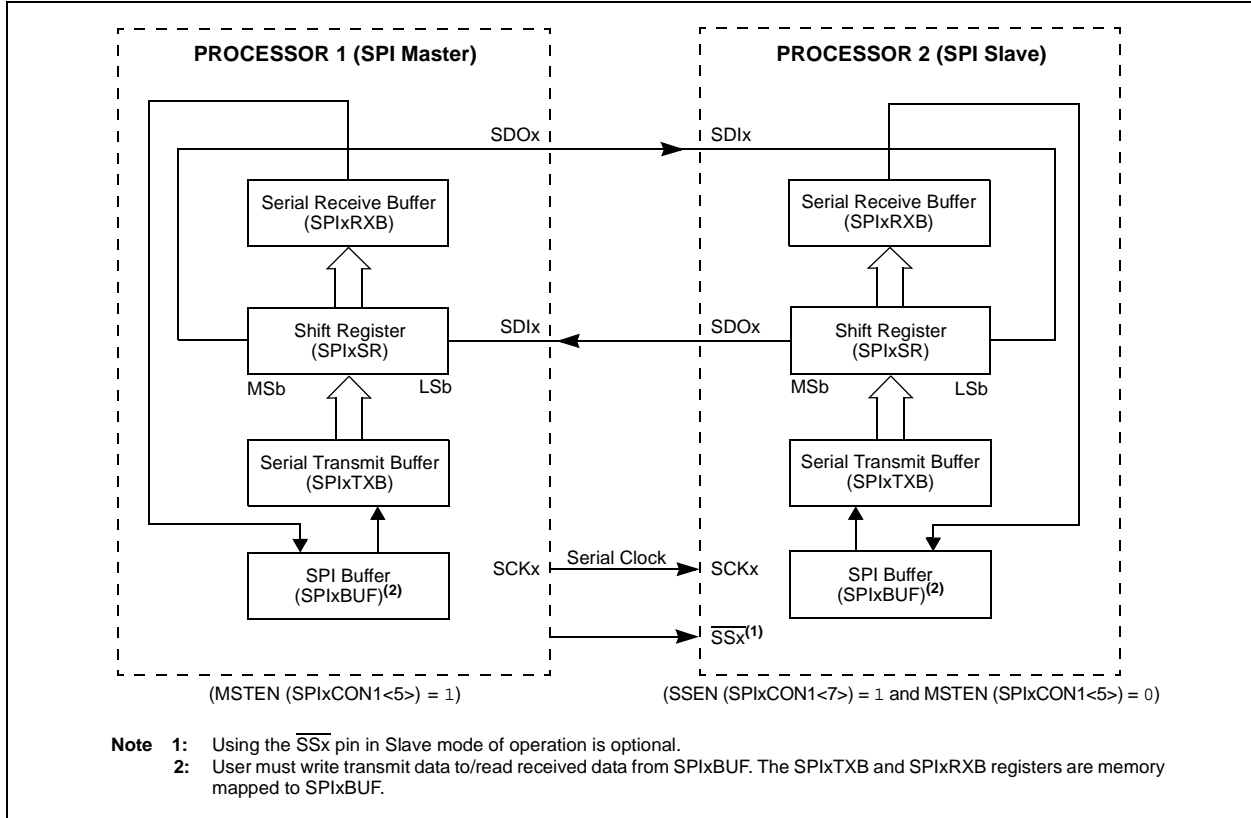 PROCESSOR 1 (SPI Master)
PROCESSOR 2 (SPI Slave)
SDOx
SDIx
Serial Receive Buffer
(SPIxRXB)
Serial Receive Buffer
(SPIxRXB)
Shift Register
(SPIxSR)
SDIx
SDOx
Shift Register
(SPIxSR)
MSb
LSb
MSb
LSb
Serial Transmit Buffer
(SPIxTXB)
Serial Transmit Buffer
(SPIxTXB)
SPI Buffer
(SPIxBUF)(2)
SCKx
Serial Clock
SCKx
SPI Buffer
(SPIxBUF)(2)
SSx(1)
(MSTEN (SPIxCON1<5>) = 1)
(SSEN (SPIxCON1<7>) = 1 and MSTEN (SPIxCON1<5>) = 0)
Note 1: Using the SSx pin in Slave mode of operation is optional.
2: User must write transmit data to/read received data from SPIxBUF. The SPIxTXB and SPIxRXB registers are memory
mapped to SPIxBUF.